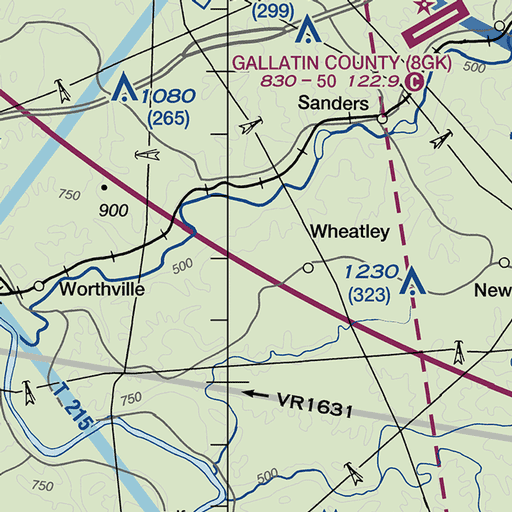 (299)
GALLATIN COUNTY (8GK)
830 - 50 122.9 C
500
Sanders
1080
(265)
750
900
Wheatley
500
1230
(323)
Worthville
New
VR1631
T 215
750
500
750